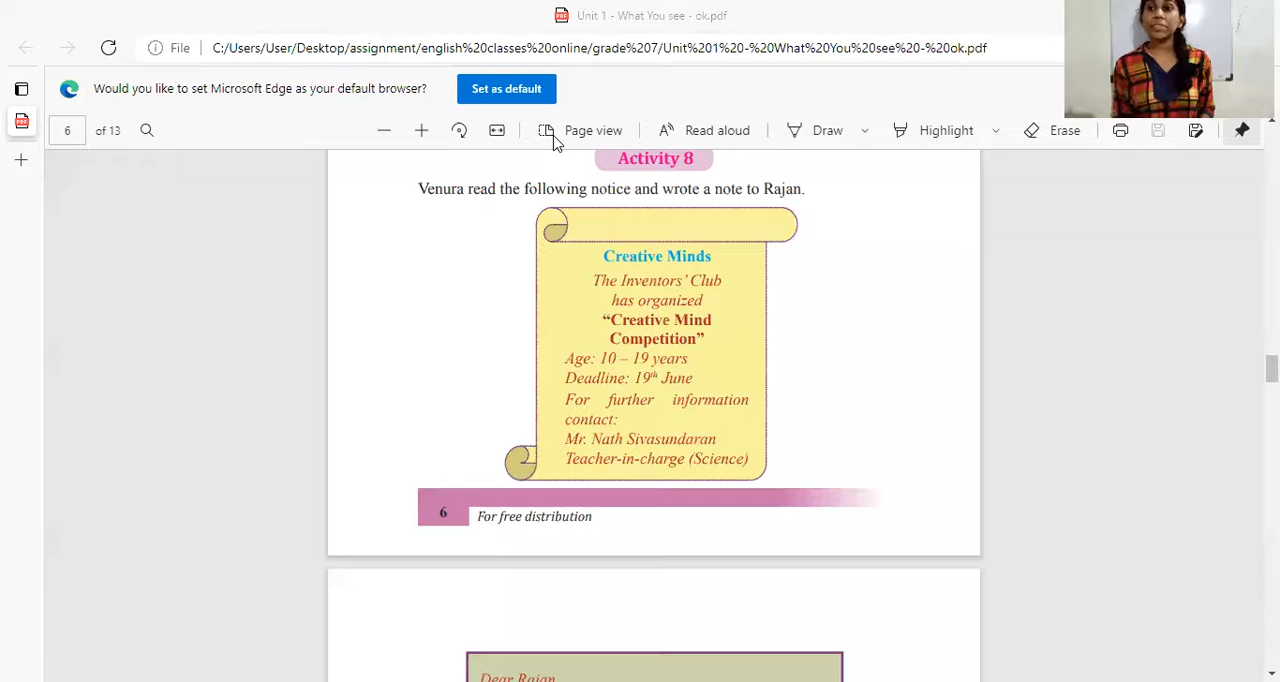 Unit 1 - What You see - ok.pdf
File C:/Users/User/Desktop/assignment/english%20classes%20online/grade%207/Unit%201%20-%20What%20You%20see%20-%20ok.pdf
Would you like to set Microsoft Edge as your default browser? Set as default
6 of 13 Page view Read aloud Draw Highlight Erase
Activity 8
Venura read the following notice and wrote a note to Rajan.
Creative Minds
The Inventors' Club
has organized
“Creative Mind
Competition”
Age: 10 – 19 years
Deadline: 19th June
For further information
contact:
Mr. Nath Sivasundaran
Teacher-in-charge (Science)
6 For free distribution
Dear Rajan